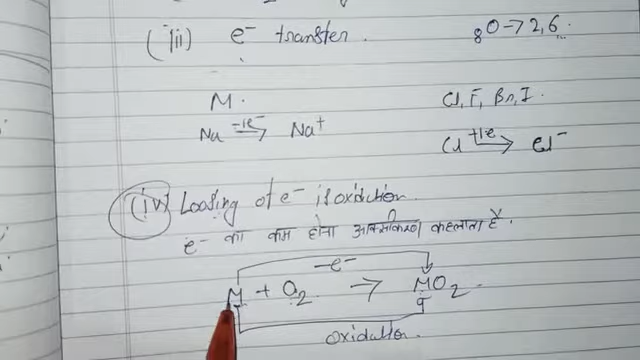 (iii) e⁻ transfer. ₈O→2,6.
M. Cl, F, Br, I.
Na –1e⁻→ Na⁺ Cl +1e→ Cl⁻
(iv) Loosing of e⁻ is oxidation.
e⁻ का कम होना आक्सीकरण कहलाता है.
–e⁻
M + O₂ → MO₂
oxidation